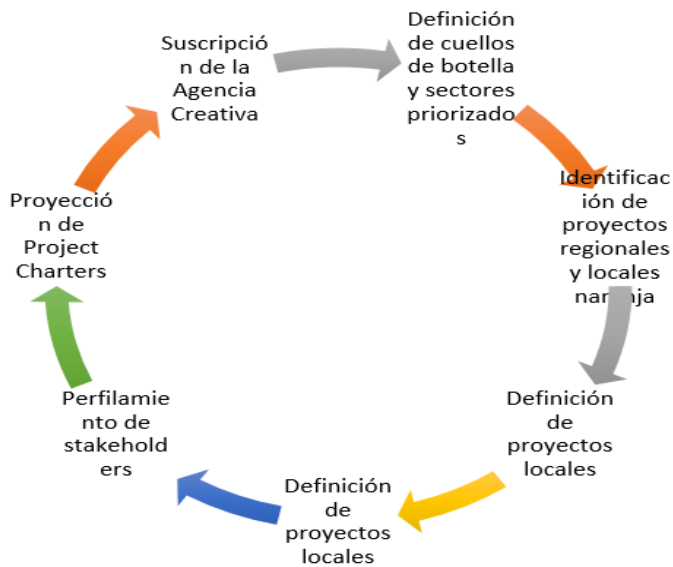 Suscripció
n de la
Agencia
Creativa
Definición
de cuellos
de botella
y sectores
priorizado
s
Identificac
ión de
proyectos
regionales
y locales
naranja
Definición
de
proyectos
locales
Definición
de
proyectos
locales
Perfilamie
nto de
stakehold
ers
Proyecció
n de
Project
Charters